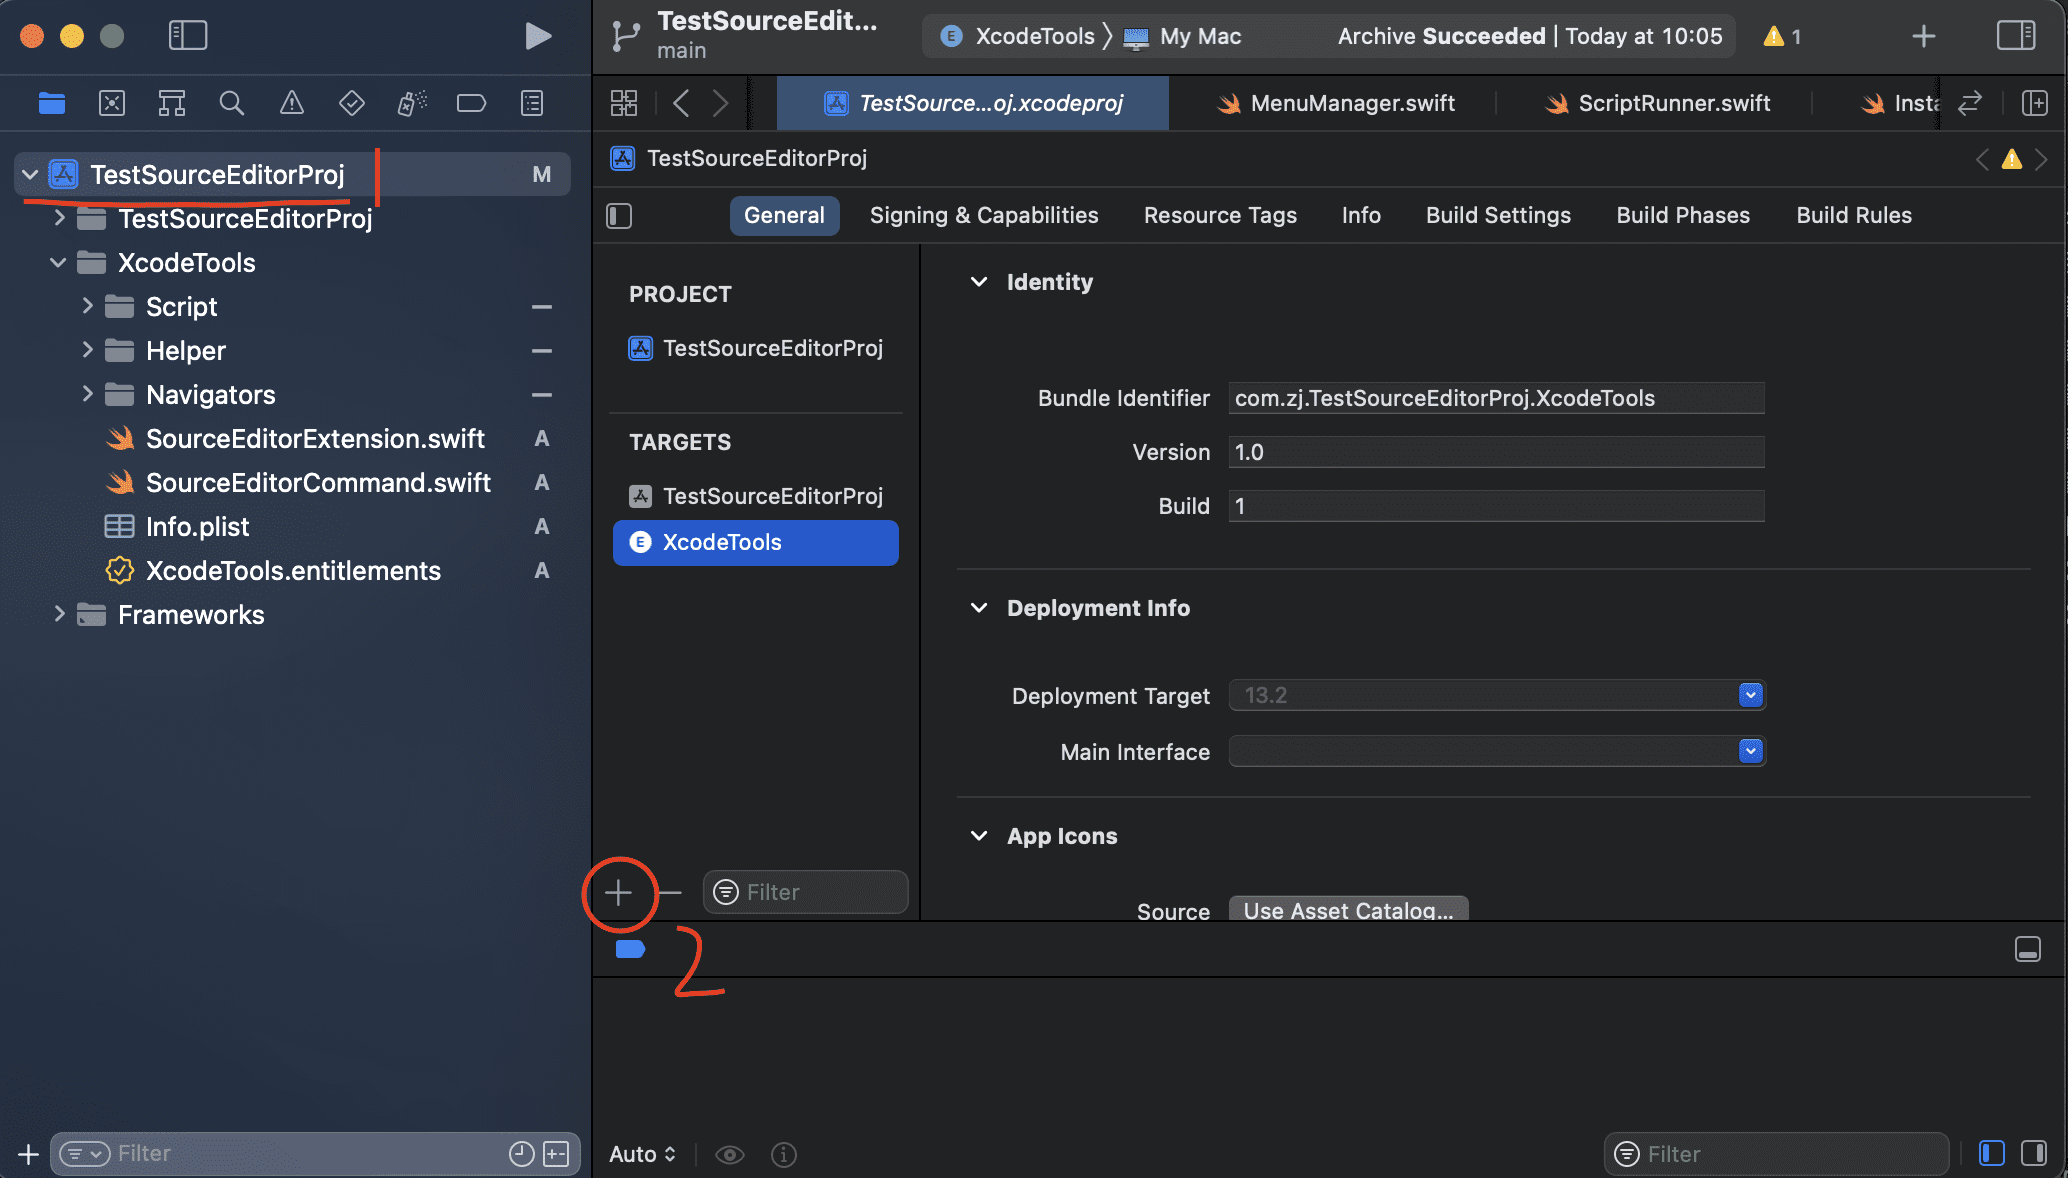 TestSourceEdit...
main
E XcodeTools My Mac
Archive Succeeded | Today at 10:05
1
TestSource...oj.xcodeproj
MenuManager.swift
ScriptRunner.swift
Insta
TestSourceEditorProj M
TestSourceEditorProj
XcodeTools
Script
Helper
Navigators
SourceEditorExtension.swift A
SourceEditorCommand.swift A
Info.plist A
XcodeTools.entitlements A
Frameworks
Filter
TestSourceEditorProj
General Signing & Capabilities Resource Tags Info Build Settings Build Phases Build Rules
PROJECT
TestSourceEditorProj
TARGETS
TestSourceEditorProj
E XcodeTools
Filter
2
Identity
Bundle Identifier com.zj.TestSourceEditorProj.XcodeTools
Version 1.0
Build 1
Deployment Info
Deployment Target 13.2
Main Interface
App Icons
Source Use Asset Catalog...
Auto
Filter